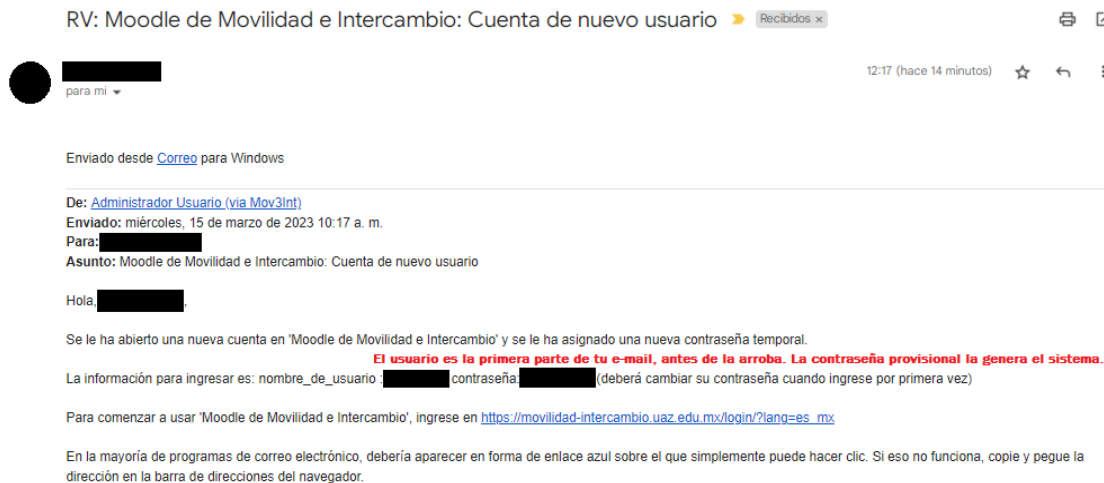 RV: Moodle de Movilidad e Intercambio: Cuenta de nuevo usuario Recibidos ×
12:17 (hace 14 minutos)
para mi
Enviado desde Correo para Windows
De: Administrador Usuario (via Mov3Int)
Enviado: miércoles, 15 de marzo de 2023 10:17 a. m.
Para:
Asunto: Moodle de Movilidad e Intercambio: Cuenta de nuevo usuario
Hola, ,
Se le ha abierto una nueva cuenta en 'Moodle de Movilidad e Intercambio' y se le ha asignado una nueva contraseña temporal.
El usuario es la primera parte de tu e-mail, antes de la arroba. La contraseña provisional la genera el sistema.
La información para ingresar es: nombre_de_usuario : contraseña: (deberá cambiar su contraseña cuando ingrese por primera vez)
Para comenzar a usar 'Moodle de Movilidad e Intercambio', ingrese en https://movilidad-intercambio.uaz.edu.mx/login/?lang=es_mx
En la mayoría de programas de correo electrónico, debería aparecer en forma de enlace azul sobre el que simplemente puede hacer clic. Si eso no funciona, copie y pegue la
dirección en la barra de direcciones del navegador.